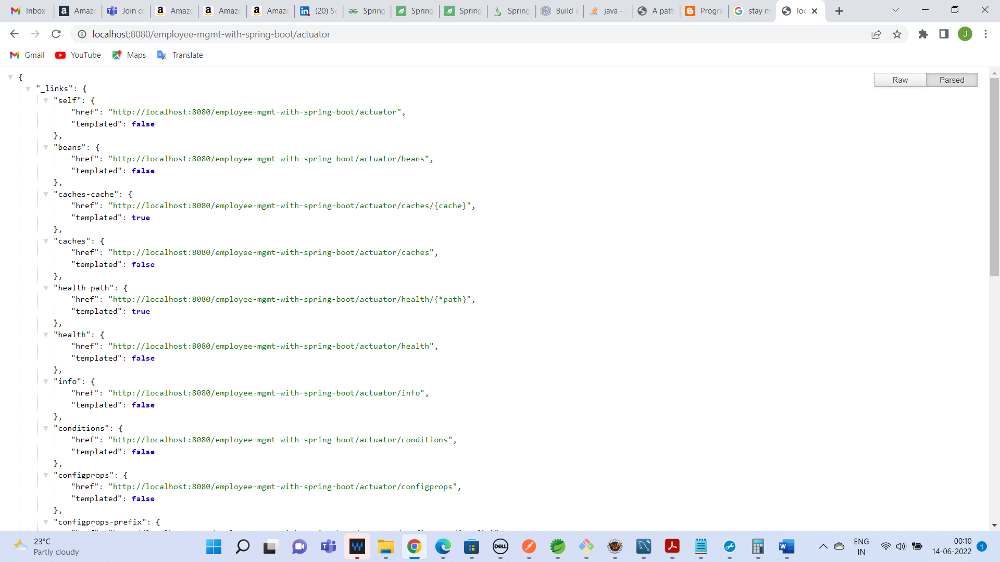 Inbox
Amaz
Join c
Amaz
Amaz
Amaz
(20) S
Spring
Spring
Spring
Spring
Build a
java -
A patt
Progra
stay m
loc
localhost:8080/employee-mgmt-with-spring-boot/actuator
J
Gmail
YouTube
Maps
Translate
Raw
Parsed
{
"_links": {
"self": {
"href": "http://localhost:8080/employee-mgmt-with-spring-boot/actuator",
"templated": false
},
"beans": {
"href": "http://localhost:8080/employee-mgmt-with-spring-boot/actuator/beans",
"templated": false
},
"caches-cache": {
"href": "http://localhost:8080/employee-mgmt-with-spring-boot/actuator/caches/{cache}",
"templated": true
},
"caches": {
"href": "http://localhost:8080/employee-mgmt-with-spring-boot/actuator/caches",
"templated": false
},
"health-path": {
"href": "http://localhost:8080/employee-mgmt-with-spring-boot/actuator/health/{*path}",
"templated": true
},
"health": {
"href": "http://localhost:8080/employee-mgmt-with-spring-boot/actuator/health",
"templated": false
},
"info": {
"href": "http://localhost:8080/employee-mgmt-with-spring-boot/actuator/info",
"templated": false
},
"conditions": {
"href": "http://localhost:8080/employee-mgmt-with-spring-boot/actuator/conditions",
"templated": false
},
"configprops": {
"href": "http://localhost:8080/employee-mgmt-with-spring-boot/actuator/configprops",
"templated": false
},
"configprops-prefix": {
23°C
Partly cloudy
DELL
ENG
IN
00:10
14-06-2022
1